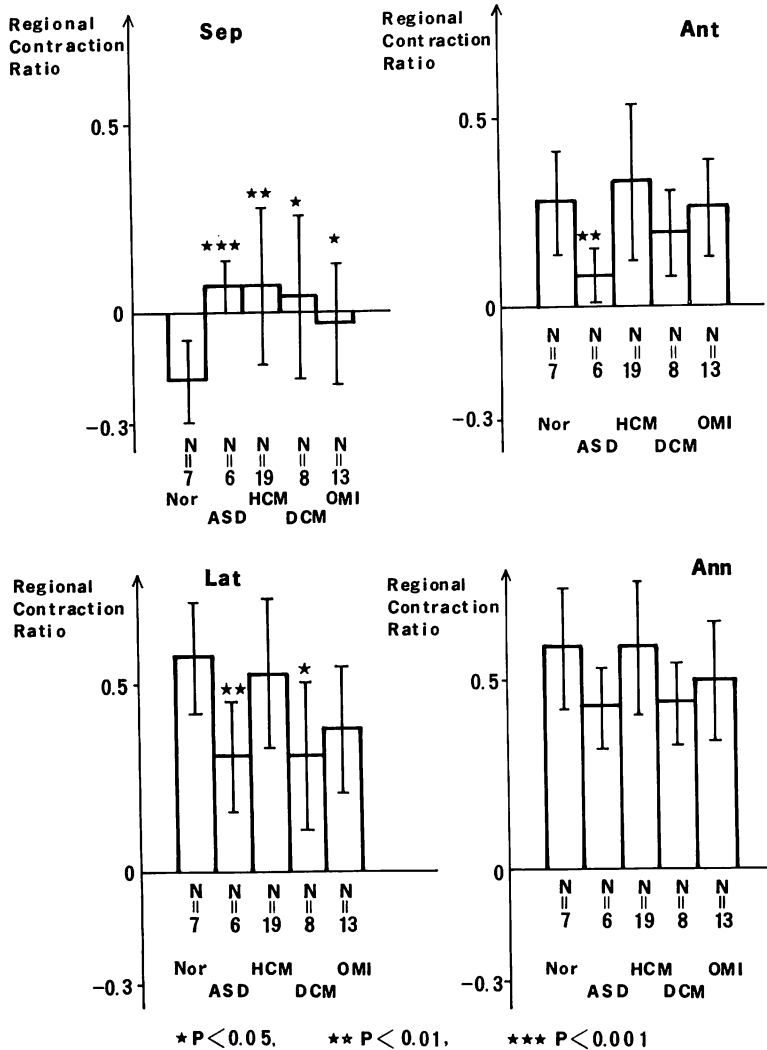 Regional
Contraction
Ratio
Sep
0.5
★★★
★★
★
★
0
−0.3
N N N N N
= = = = =
7 6 19 8 13
Nor HCM OMI
ASD DCM
Regional
Contraction
Ratio
Ant
0.5
★★
0
N N N N N
= = = = =
7 6 19 8 13
−0.3
Nor HCM OMI
ASD DCM
Regional
Contraction
Ratio
Lat
0.5
★★
★
0
N N N N N
= = = = =
7 6 19 8 13
Nor HCM OMI
−0.3
ASD DCM
Regional
Contraction
Ratio
Ann
0.5
0
N N N N N
= = = = =
7 6 19 8 13
Nor HCM OMI
−0.3
ASD DCM
★P<0.05, ★★ P<0.01, ★★★ P<0.001